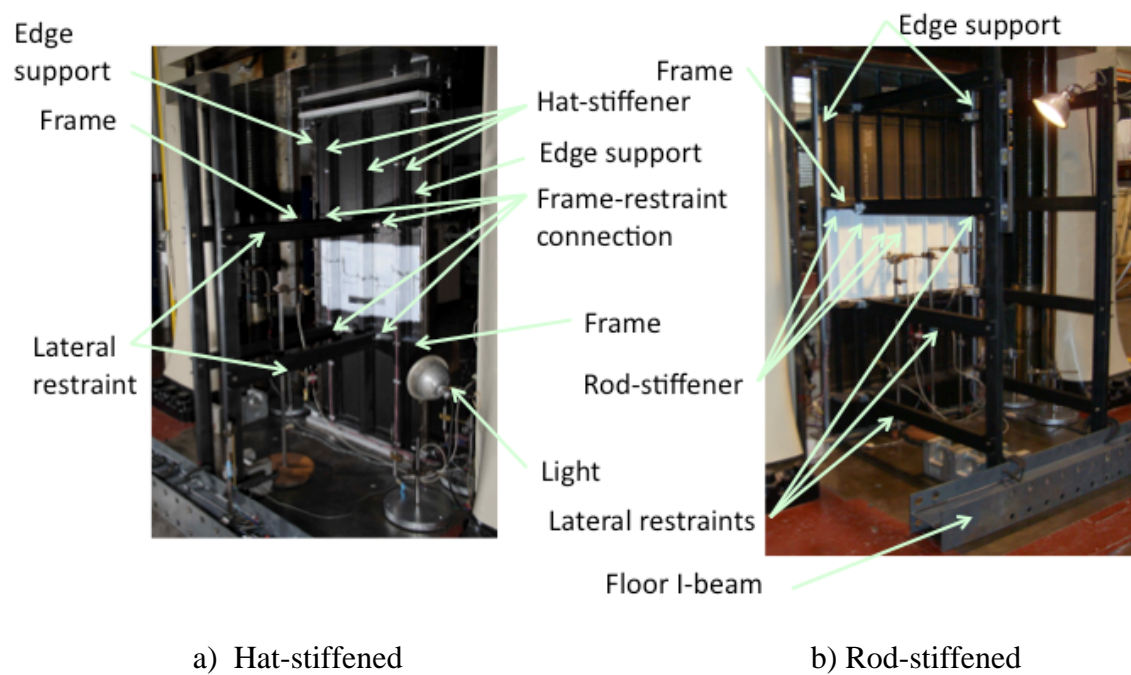 Edge
support
Frame
Lateral
restraint
Hat-stiffener
Edge support
Frame-restraint
connection
Frame
Light
Edge support
Frame
Rod-stiffener
Lateral restraints
Floor I-beam
a) Hat-stiffened
b) Rod-stiffened